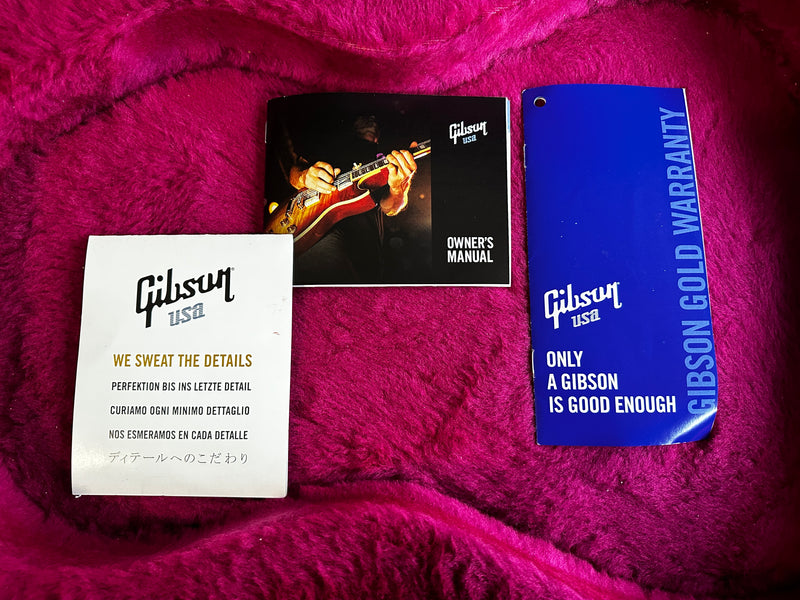 Gibson
usa
WE SWEAT THE DETAILS
PERFEKTION BIS INS LETZTE DETAIL
CURIAMO OGNI MINIMO DETTAGLIO
NOS ESMERAMOS EN CADA DETALLE
ディテールへのこだわり
Gibson
usa
OWNER'S
MANUAL
Gibson
usa
ONLY
A GIBSON
IS GOOD ENOUGH
GIBSON GOLD WARRANTY